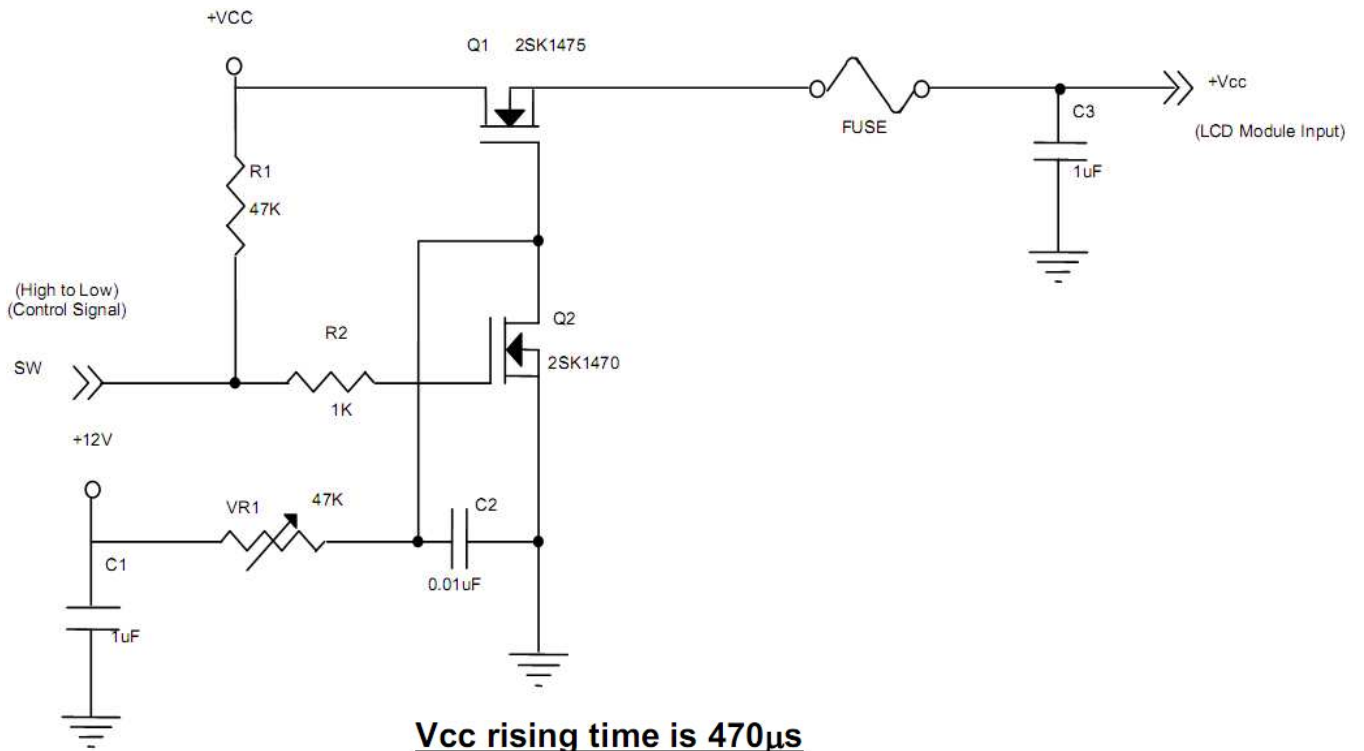 +VCC
Q1 2SK1475
+Vcc
FUSE
C3
(LCD Module Input)
R1
1uF
47K
(High to Low)
(Control Signal)
R2
Q2
SW
2SK1470
1K
+12V
VR1
47K
C2
C1
0.01uF
1uF
Vcc rising time is 470μs